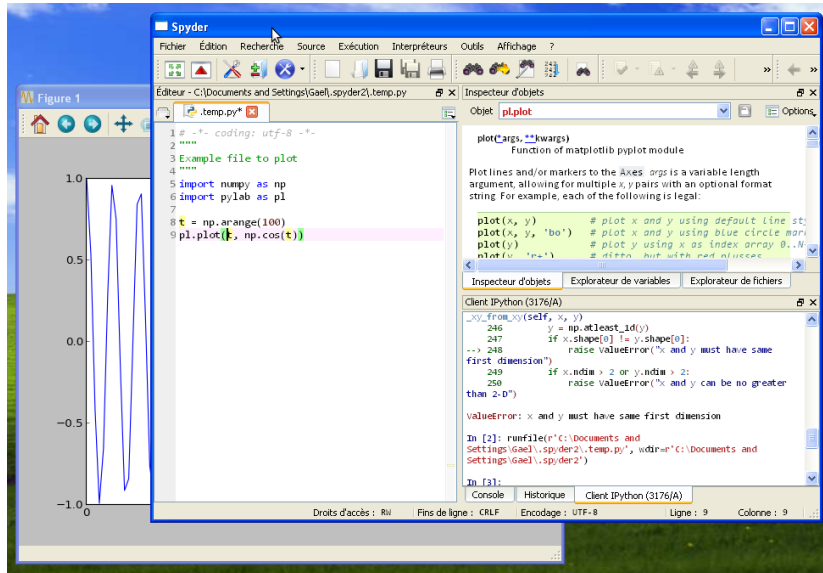 Spyder
Fichier Édition Recherche Source Exécution Interpréteurs Outils Affichage ?
Figure 1
1.0
0.5
0.0
−0.5
−1.0
0
Éditeur - C:\Documents and Settings\Gael\.spyder2\.temp.py
.temp.py*
1 # -*- coding: utf-8 -*-
2 """
3 Example file to plot
4 """
5 import numpy as np
6 import pylab as pl
7
8 t = np.arange(100)
9 pl.plot(t, np.cos(t))
Inspecteur d'objets
Objet pl.plot Options
plot(*args, **kwargs)
Function of matplotlib pyplot module
Plot lines and/or markers to the Axes args is a variable length
argument, allowing for multiple x, y pairs with an optional format
string For example, each of the following is legal:
plot(x, y) # plot x and y using default line
plot(x, y, 'bo') # plot x and y using blue circle
plot(y) # plot y using x as index array 0..N
plot(y, 'r+') # ditto, but with red plusses
Inspecteur d'objets Explorateur de variables Explorateur de fichiers
Client IPython (3176/A)
_xy_from_xy(self, x, y)
246 y = np.atleast_1d(y)
247 if x.shape[0] != y.shape[0]:
--> 248 raise ValueError("x and y must have same
first dimension")
249 if x.ndim > 2 or y.ndim > 2:
250 raise ValueError("x and y can be no greater
than 2-D")
ValueError: x and y must have same first dimension
In [2]: runfile(r'C:\Documents and
Settings\Gael\.spyder2\.temp.py', wdir=r'C:\Documents and
Settings\Gael\.spyder2')
In [3]:
Console Historique Client IPython (3176/A)
Droits d'accès : RW Fins de ligne : CRLF Encodage : UTF-8 Ligne : 9 Colonne : 9